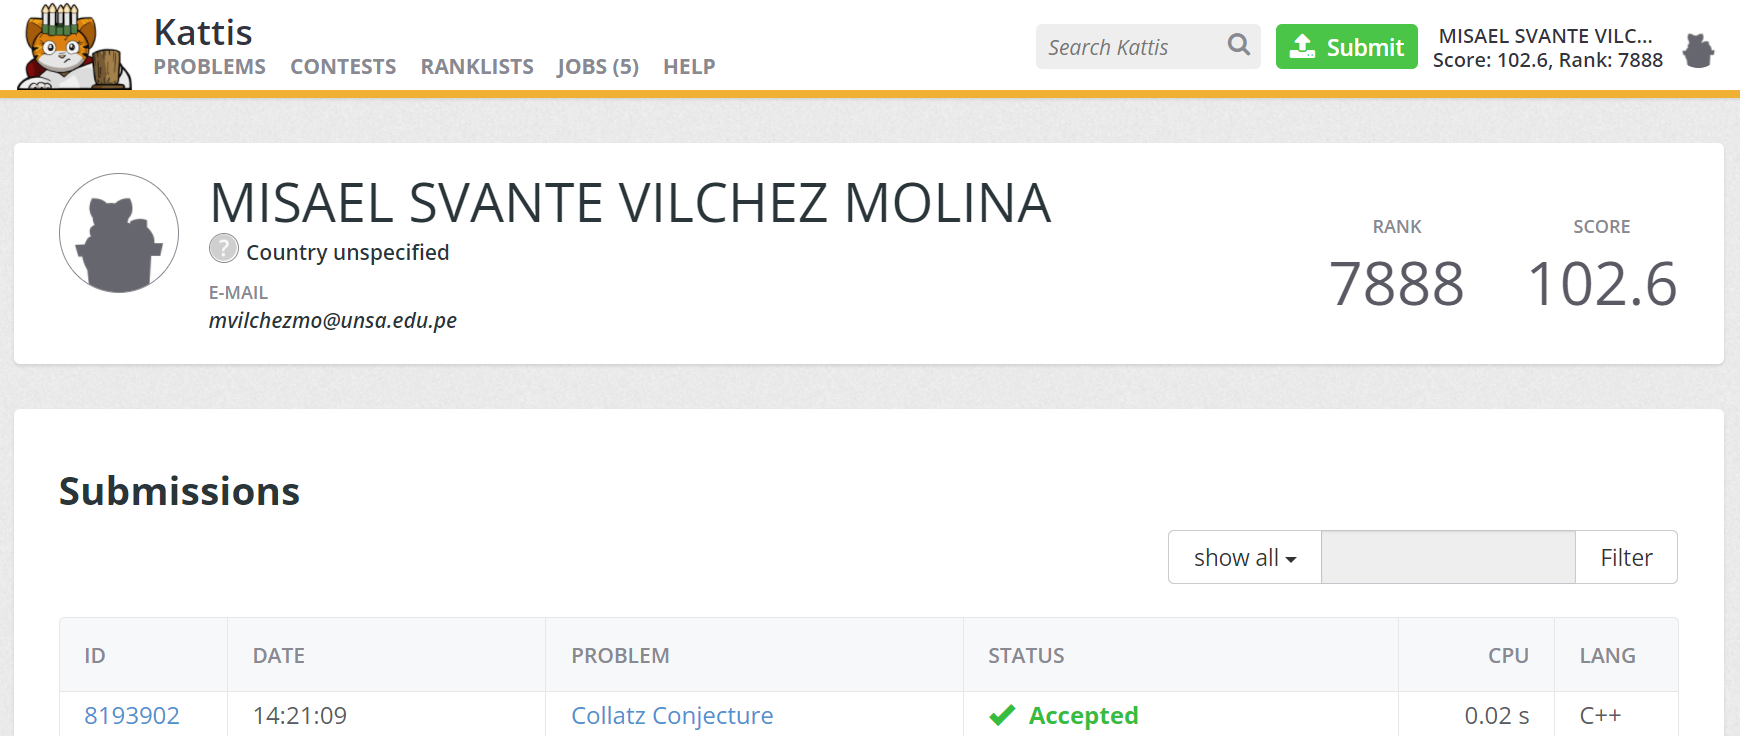 Kattis
PROBLEMS CONTESTS RANKLISTS JOBS (5) HELP
Search Kattis
Submit
MISAEL SVANTE VILC...
Score: 102.6, Rank: 7888
MISAEL SVANTE VILCHEZ MOLINA
? Country unspecified
E-MAIL
mvilchezmo@unsa.edu.pe
RANK SCORE
7888 102.6
Submissions
show all Filter
ID DATE PROBLEM STATUS CPU LANG
8193902 14:21:09 Collatz Conjecture Accepted 0.02 s C++